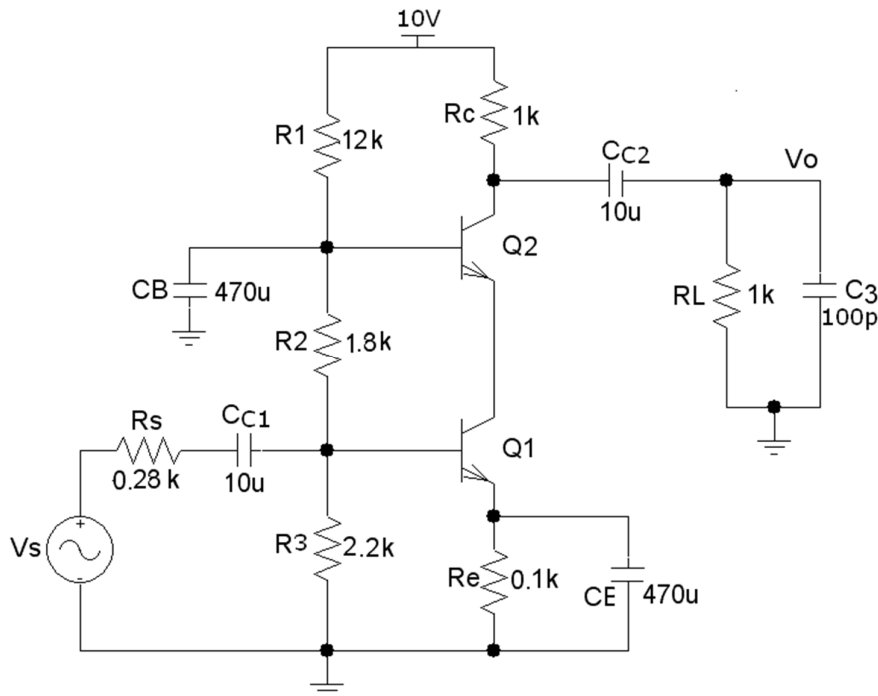 10V
R1 12k
Rc 1k
CC2
10u
Vo
Q2
CB 470u
R2 1.8k
RL 1k
C3
100p
Rs
0.28 k
CC1
10u
Q1
Vs
+
-
R3 2.2k
Re 0.1k
CE 470u